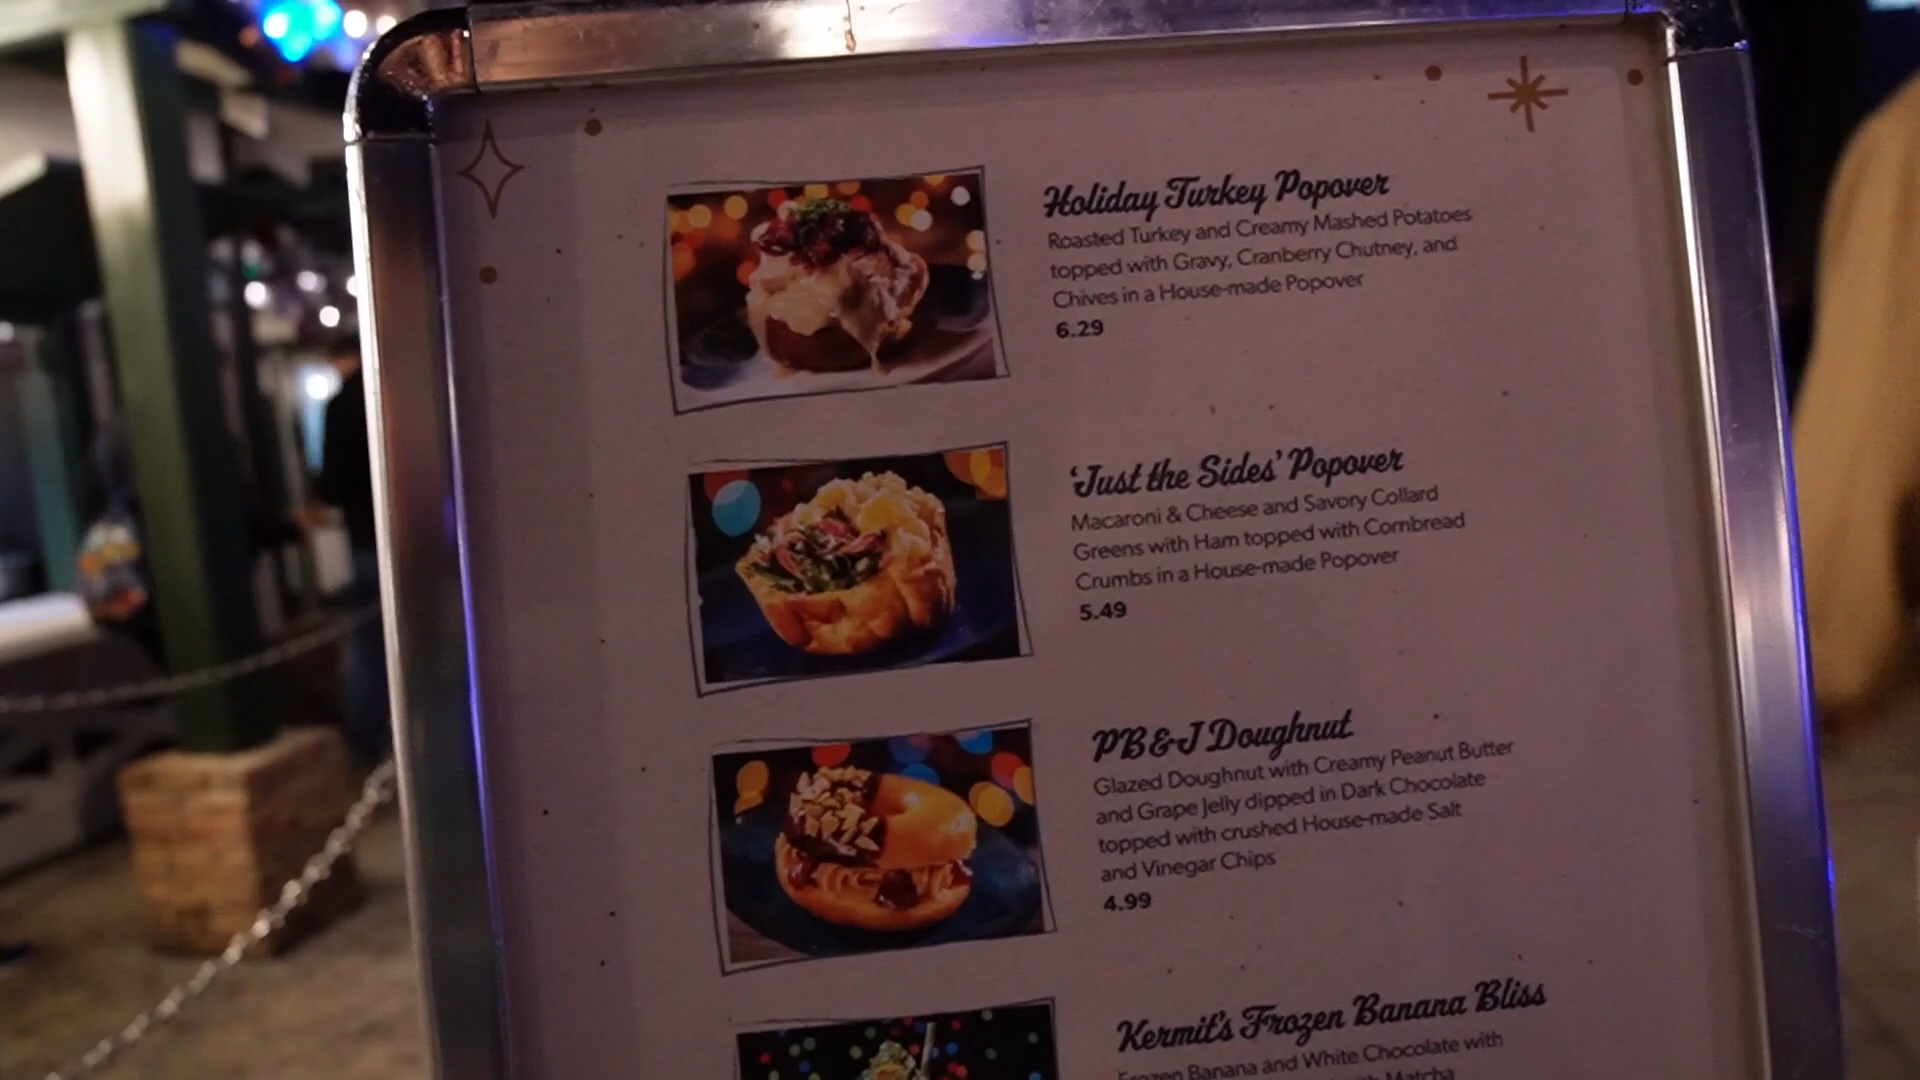 Holiday Turkey Popover
Roasted Turkey and Creamy Mashed Potatoes
topped with Gravy, Cranberry Chutney, and
Chives in a House-made Popover
6.29
'Just the Sides' Popover
Macaroni & Cheese and Savory Collard
Greens with Ham topped with Cornbread
Crumbs in a House-made Popover
5.49
PB&J Doughnut
Glazed Doughnut with Creamy Peanut Butter
and Grape Jelly dipped in Dark Chocolate
topped with crushed House-made Salt
and Vinegar Chips
4.99
Kermit's Frozen Banana Bliss
Frozen Banana and White Chocolate with
with Matcha